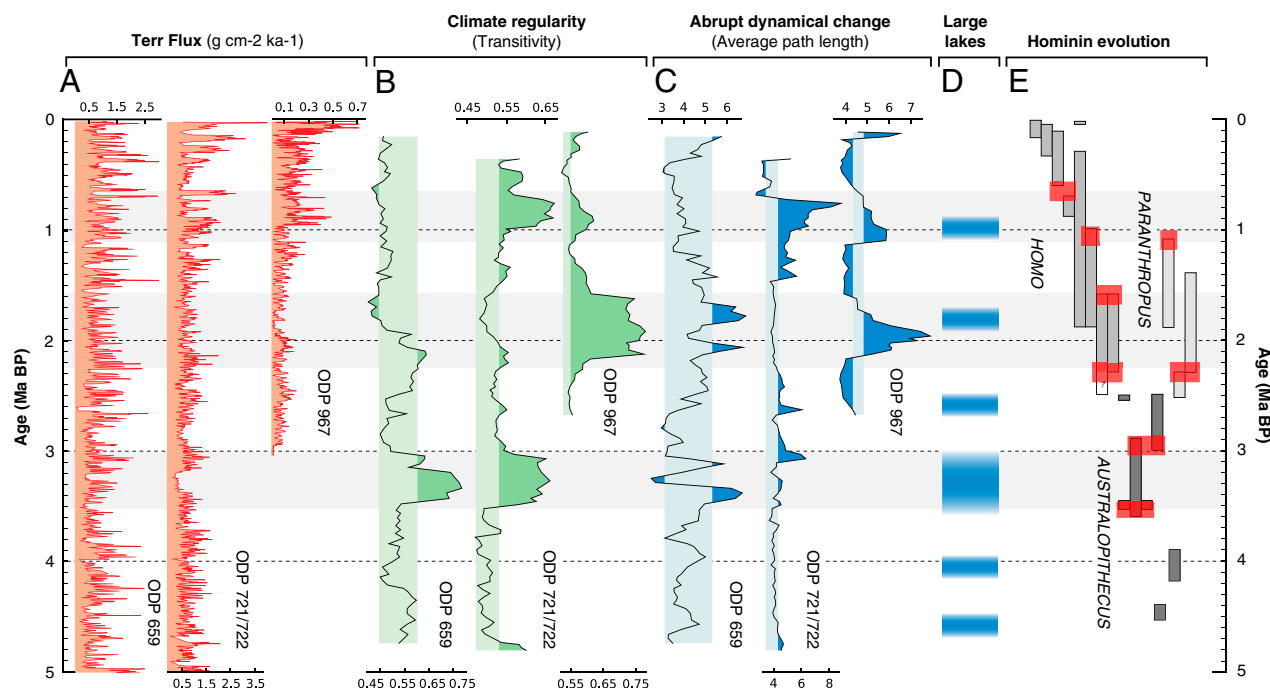 Terr Flux (g cm-2 ka-1)
Climate regularity
(Transitivity)
Abrupt dynamical change
(Average path length)
Large
lakes
Hominin evolution
A
B
C
D
E
0.5 1.5 2.5
0.1 0.3 0.5 0.7
0.45 0.55 0.65
3 4 5 6
4 5 6 7
0
1
2
3
4
5
Age (Ma BP)
ODP 659
ODP 721/722
ODP 967
ODP 659
ODP 721/722
ODP 967
ODP 659
ODP 721/722
ODP 967
HOMO
PARANTHROPUS
AUSTRALOPITHECUS
?
0
1
2
3
4
5
Age (Ma BP)
0.5 1.5 2.5 3.5
0.45 0.55 0.65 0.75
0.55 0.65 0.75
4 6 8